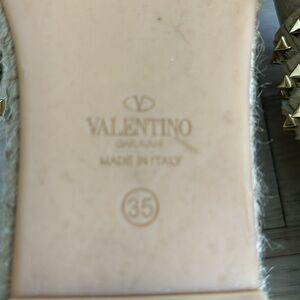 V
VALENTINO
GARAVANI
MADE IN ITALY
35